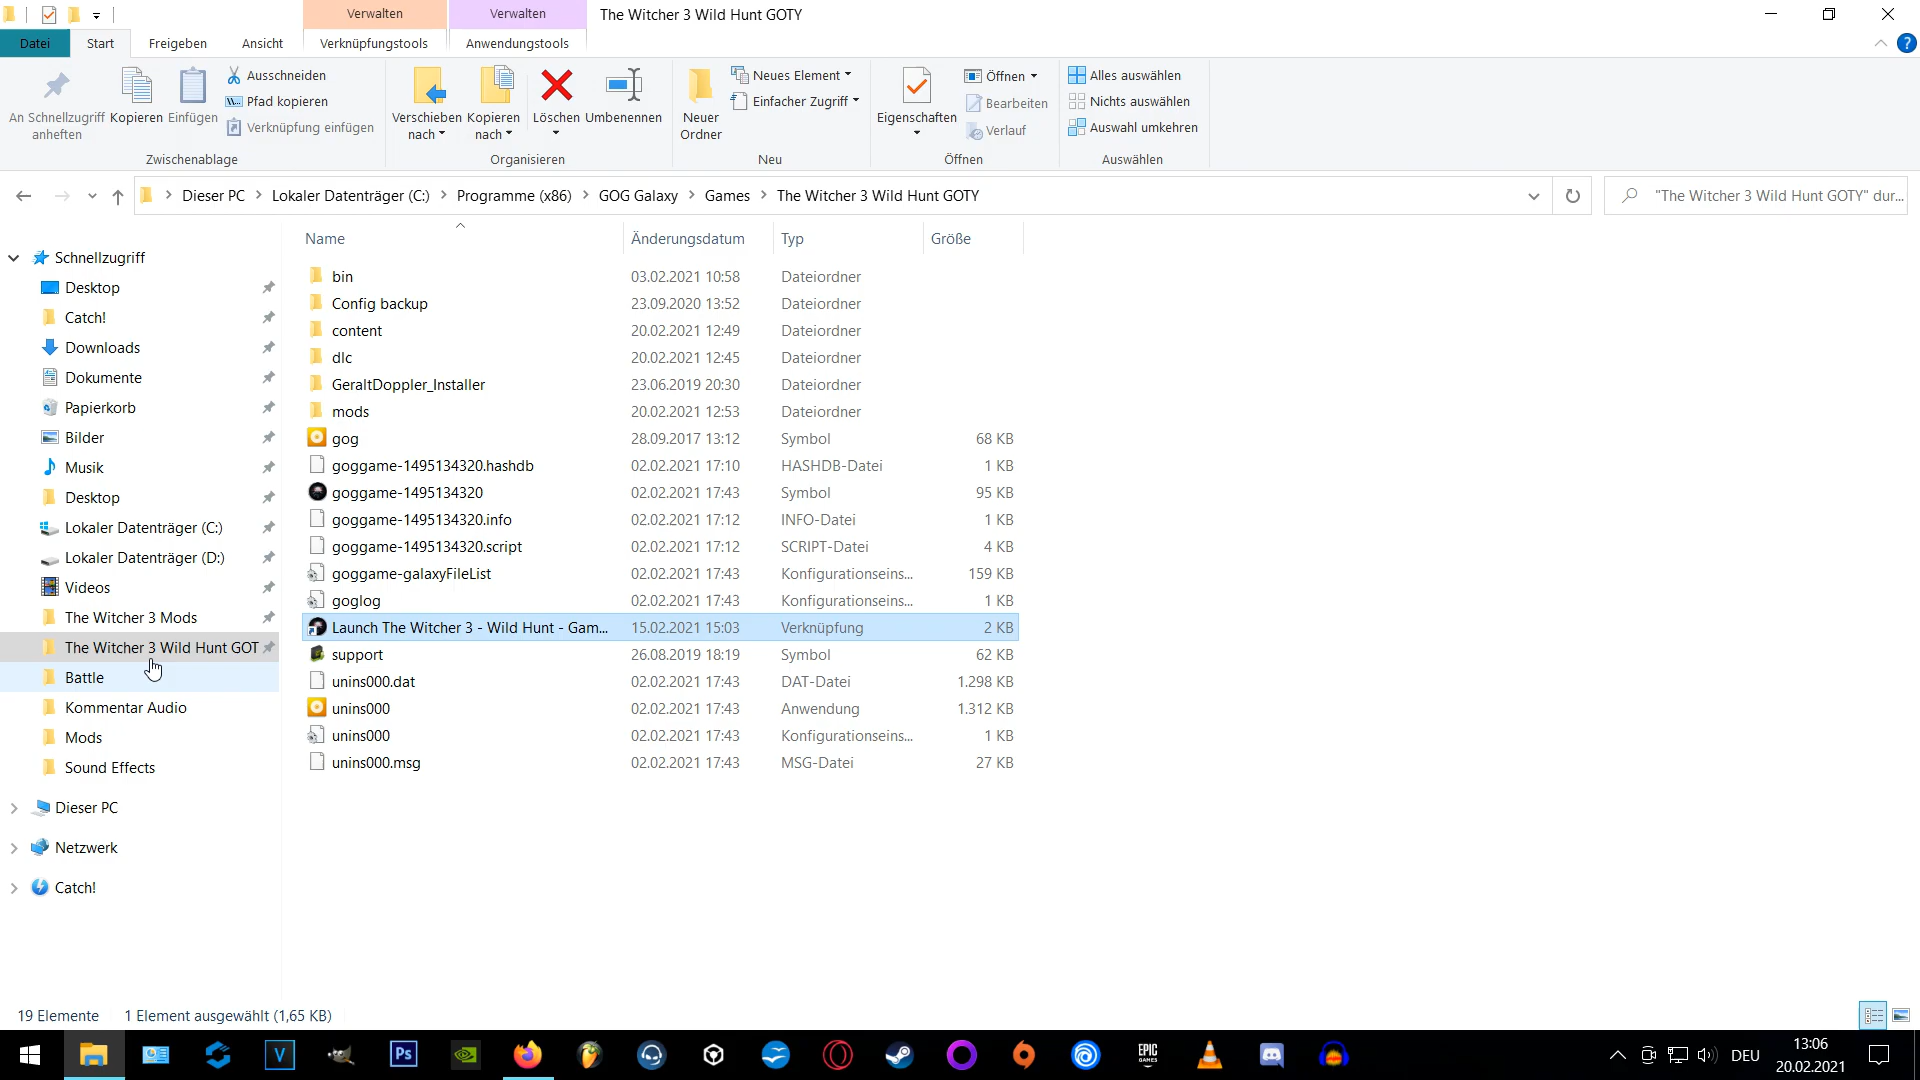 Verwalten
Verwalten
The Witcher 3 Wild Hunt GOTY
Datei
Start
Freigeben
Ansicht
Verknüpfungstools
Anwendungstools
An Schnellzugriff
anheften
Kopieren
Einfügen
Ausschneiden
Pfad kopieren
Verknüpfung einfügen
Zwischenablage
Verschieben
nach
Kopieren
nach
Löschen
Umbenennen
Organisieren
Neuer
Ordner
Neues Element
Einfacher Zugriff
Neu
Eigenschaften
Öffnen
Bearbeiten
Verlauf
Öffnen
Alles auswählen
Nichts auswählen
Auswahl umkehren
Auswählen
Dieser PC
Lokaler Datenträger (C:)
Programme (x86)
GOG Galaxy
Games
The Witcher 3 Wild Hunt GOTY
"The Witcher 3 Wild Hunt GOTY" dur...
Schnellzugriff
Desktop
Catch!
Downloads
Dokumente
Papierkorb
Bilder
Musik
Desktop
Lokaler Datenträger (C:)
Lokaler Datenträger (D:)
Videos
The Witcher 3 Mods
The Witcher 3 Wild Hunt GOT
Battle
Kommentar Audio
Mods
Sound Effects
Dieser PC
Netzwerk
Catch!
Name Änderungsdatum Typ Größe
bin 03.02.2021 10:58 Dateiordner
Config backup 23.09.2020 13:52 Dateiordner
content 20.02.2021 12:49 Dateiordner
dlc 20.02.2021 12:45 Dateiordner
GeraltDoppler_Installer 23.06.2019 20:30 Dateiordner
mods 20.02.2021 12:53 Dateiordner
gog 28.09.2017 13:12 Symbol 68 KB
goggame-1495134320.hashdb 02.02.2021 17:10 HASHDB-Datei 1 KB
goggame-1495134320 02.02.2021 17:43 Symbol 95 KB
goggame-1495134320.info 02.02.2021 17:12 INFO-Datei 1 KB
goggame-1495134320.script 02.02.2021 17:12 SCRIPT-Datei 4 KB
goggame-galaxyFileList 02.02.2021 17:43 Konfigurationseins... 159 KB
goglog 02.02.2021 17:43 Konfigurationseins... 1 KB
Launch The Witcher 3 - Wild Hunt - Gam... 15.02.2021 15:03 Verknüpfung 2 KB
support 26.08.2019 18:19 Symbol 62 KB
unins000.dat 02.02.2021 17:43 DAT-Datei 1.298 KB
unins000 02.02.2021 17:43 Anwendung 1.312 KB
unins000 02.02.2021 17:43 Konfigurationseins... 1 KB
unins000.msg 02.02.2021 17:43 MSG-Datei 27 KB
19 Elemente 1 Element ausgewählt (1,65 KB)
V
Ps
EPIC
GAMES
DEU
13:06
20.02.2021